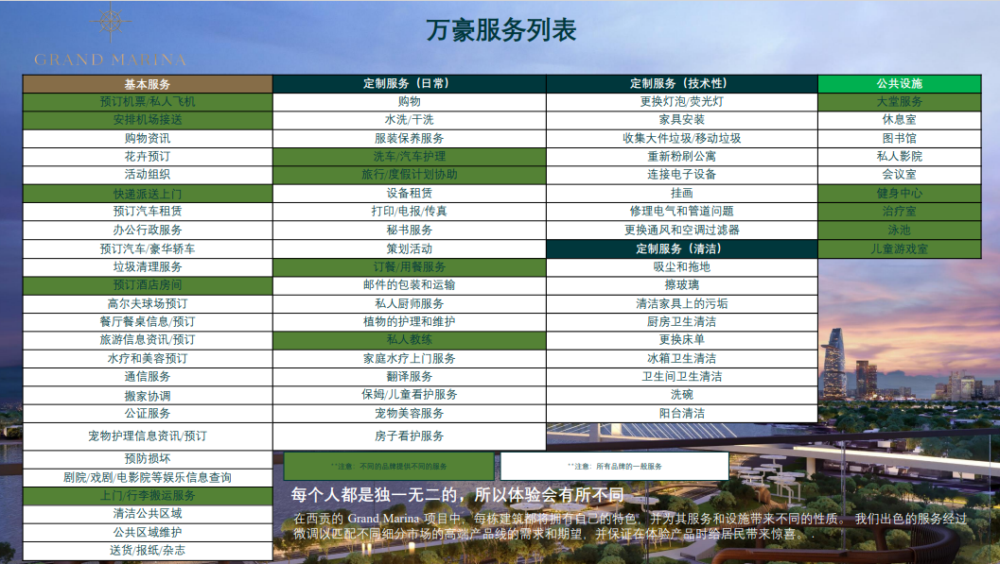 GRAND MARINA
万豪服务列表
基本服务 定制服务（日常） 定制服务（技术性） 公共设施
预订机票/私人飞机 购物 更换灯泡/荧光灯 大堂服务
安排机场接送 水洗/干洗 家具安装 休息室
购物资讯 服装保养服务 收集大件垃圾/移动垃圾 图书馆
花卉预订 洗车/汽车护理 重新粉刷公寓 私人影院
活动组织 旅行/度假计划协助 连接电子设备 会议室
快递派送上门 设备租赁 挂画 健身中心
预订汽车租赁 打印/电报/传真 修理电气和管道问题 治疗室
办公行政服务 秘书服务 更换通风和空调过滤器 泳池
预订汽车/豪华轿车 策划活动 定制服务（清洁） 儿童游戏室
垃圾清理服务 订餐/用餐服务 吸尘和拖地
预订酒店房间 邮件的包装和运输 擦玻璃
高尔夫球场预订 私人厨师服务 清洁家具上的污垢
餐厅餐桌信息/预订 植物的护理和维护 厨房卫生清洁
旅游信息资讯/预订 私人教练 更换床单
水疗和美容预订 家庭水疗上门服务 冰箱卫生清洁
通信服务 翻译服务 卫生间卫生清洁
搬家协调 保姆/儿童看护服务 洗碗
公证服务 宠物美容服务 阳台清洁
宠物护理信息资讯/预订 房子看护服务
预防损坏
剧院/戏剧/电影院等娱乐信息查询
上门/行李搬运服务
清洁公共区域
公共区域维护
送货/报纸/杂志
**注意：不同的品牌提供不同的服务 **注意：所有品牌的一般服务
每个人都是独一无二的，所以体验会有所不同
在西贡的 Grand Marina 项目中，每栋建筑都将拥有自己的特色，并为其服务和设施带来不同的性质。 我们出色的服务经过
微调以匹配不同细分市场的高端产品线的需求和期望，并保证在体验产品时给居民带来惊喜。 .